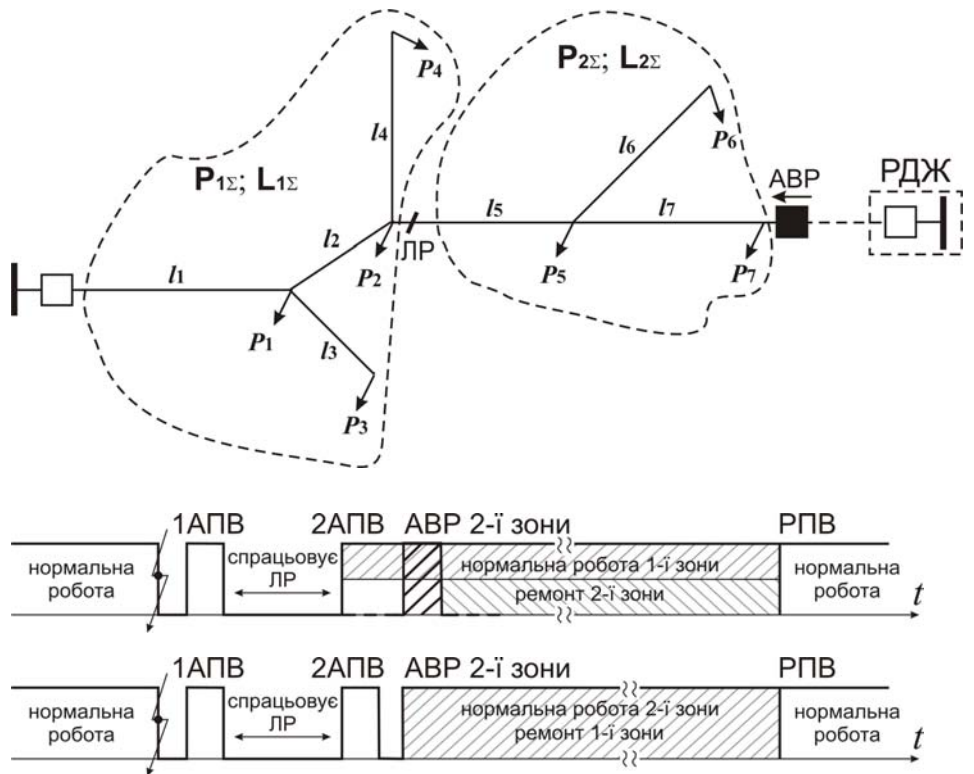 P4
P2Σ; L2Σ
P6
l4
l6
P1Σ; L1Σ
АВР
РДЖ
l5
l7
l2
ЛР
P2
P5
P7
l1
P1
l3
P3
1АПВ 2АПВ АВР 2-ї зони РПВ
нормальна робота
спрацьовує ЛР
нормальна робота 1-ї зони
ремонт 2-ї зони
нормальна робота
t
1АПВ 2АПВ АВР 2-ї зони РПВ
нормальна робота
спрацьовує ЛР
нормальна робота 2-ї зони
ремонт 1-ї зони
нормальна робота
t